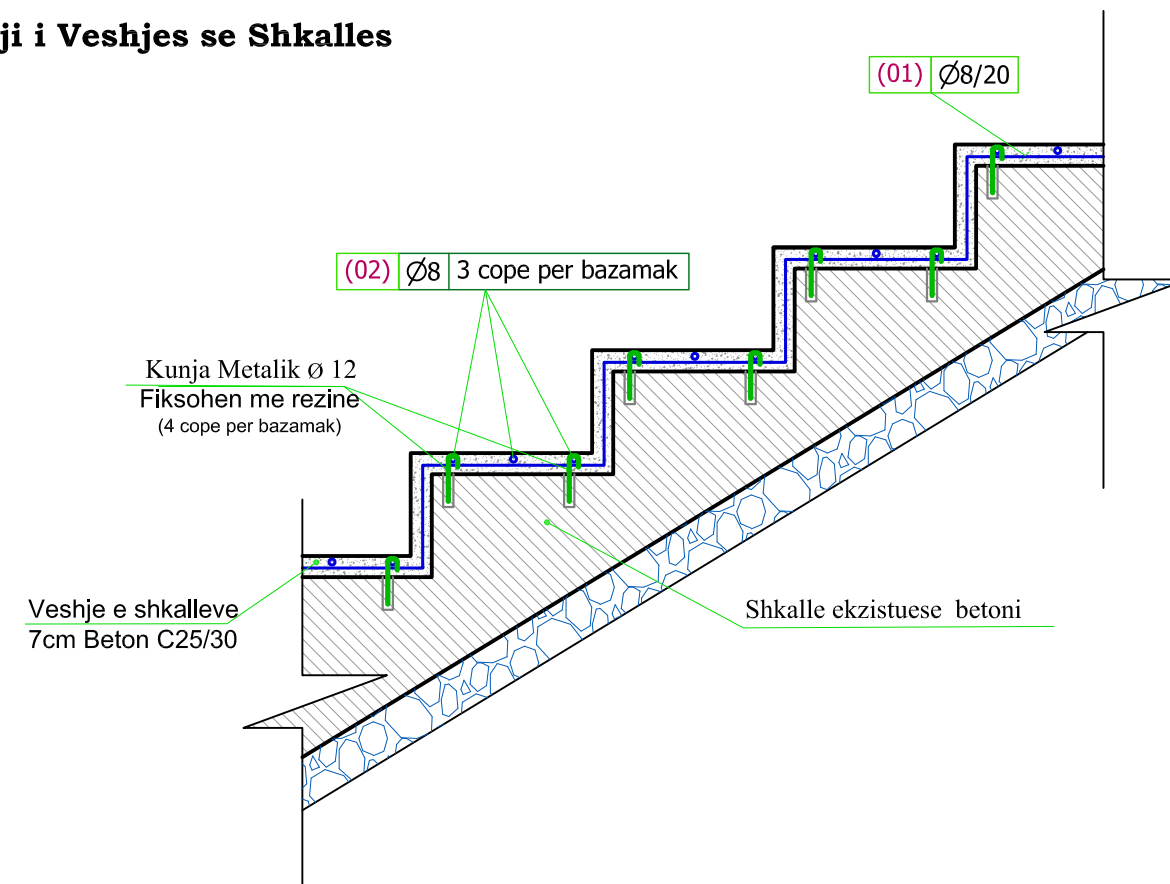 ji i Veshjes se Shkalles
(01) Ø8/20
(02) Ø8 3 cope per bazamak
Kunja Metalik Ø 12
Fiksohen me rezine
(4 cope per bazamak)
Veshje e shkalleve
7cm Beton C25/30
Shkalle ekzistuese betoni